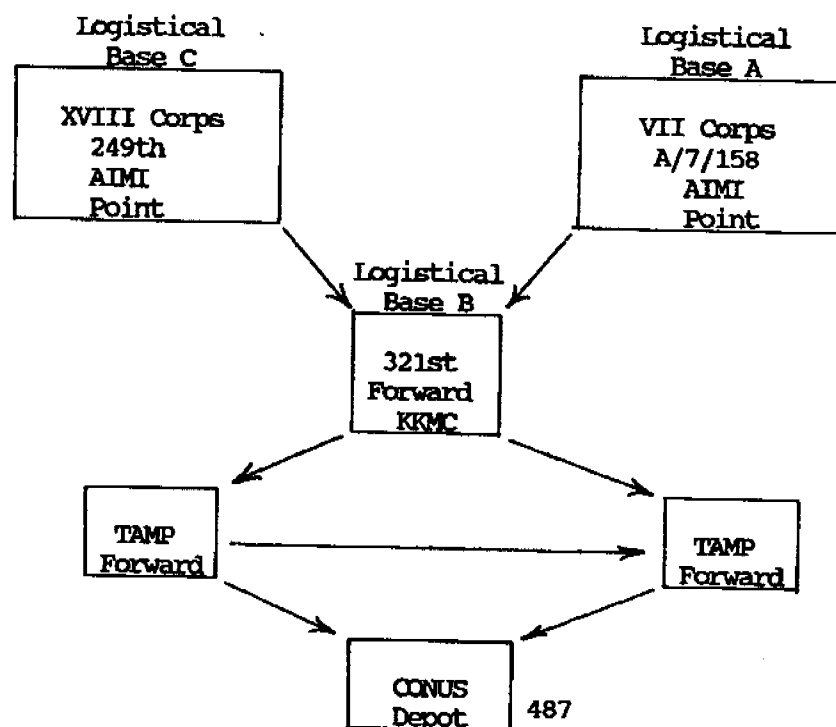 Logistical
Base C
XVIII Corps
249th
AIMI
Point
Logistical
Base A
VII Corps
A/7/158
AIMI
Point
Logistical
Base B
321st
Forward
KKMC
TAMP
Forward
TAMP
Forward
CONUS
Depot
487